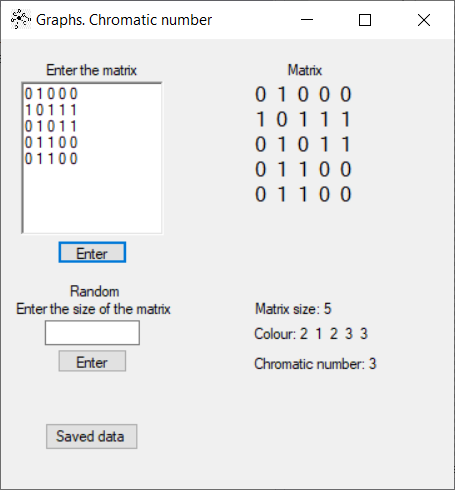 Graphs. Chromatic number
Enter the matrix
0 1 0 0 0
1 0 1 1 1
0 1 0 1 1
0 1 1 0 0
0 1 1 0 0
Enter
Random
Enter the size of the matrix
Enter
Saved data
Matrix
0 1 0 0 0
1 0 1 1 1
0 1 0 1 1
0 1 1 0 0
0 1 1 0 0
Matrix size: 5
Colour: 2 1 2 3 3
Chromatic number: 3